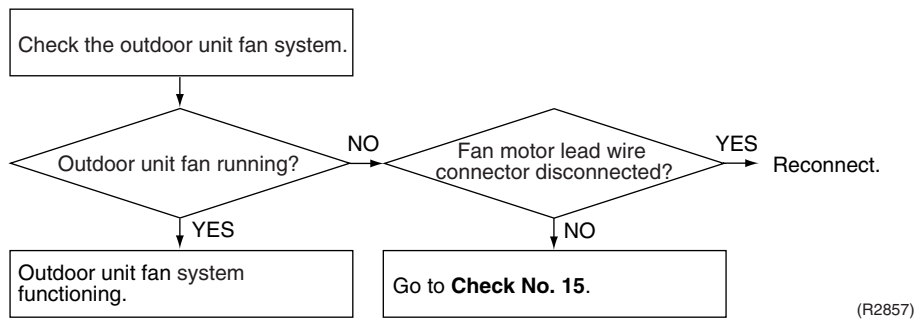 Check the outdoor unit fan system.
Outdoor unit fan running?
NO
Fan motor lead wire
connector disconnected?
YES
Reconnect.
YES
NO
Outdoor unit fan system
functioning.
Go to Check No. 15.
(R2857)